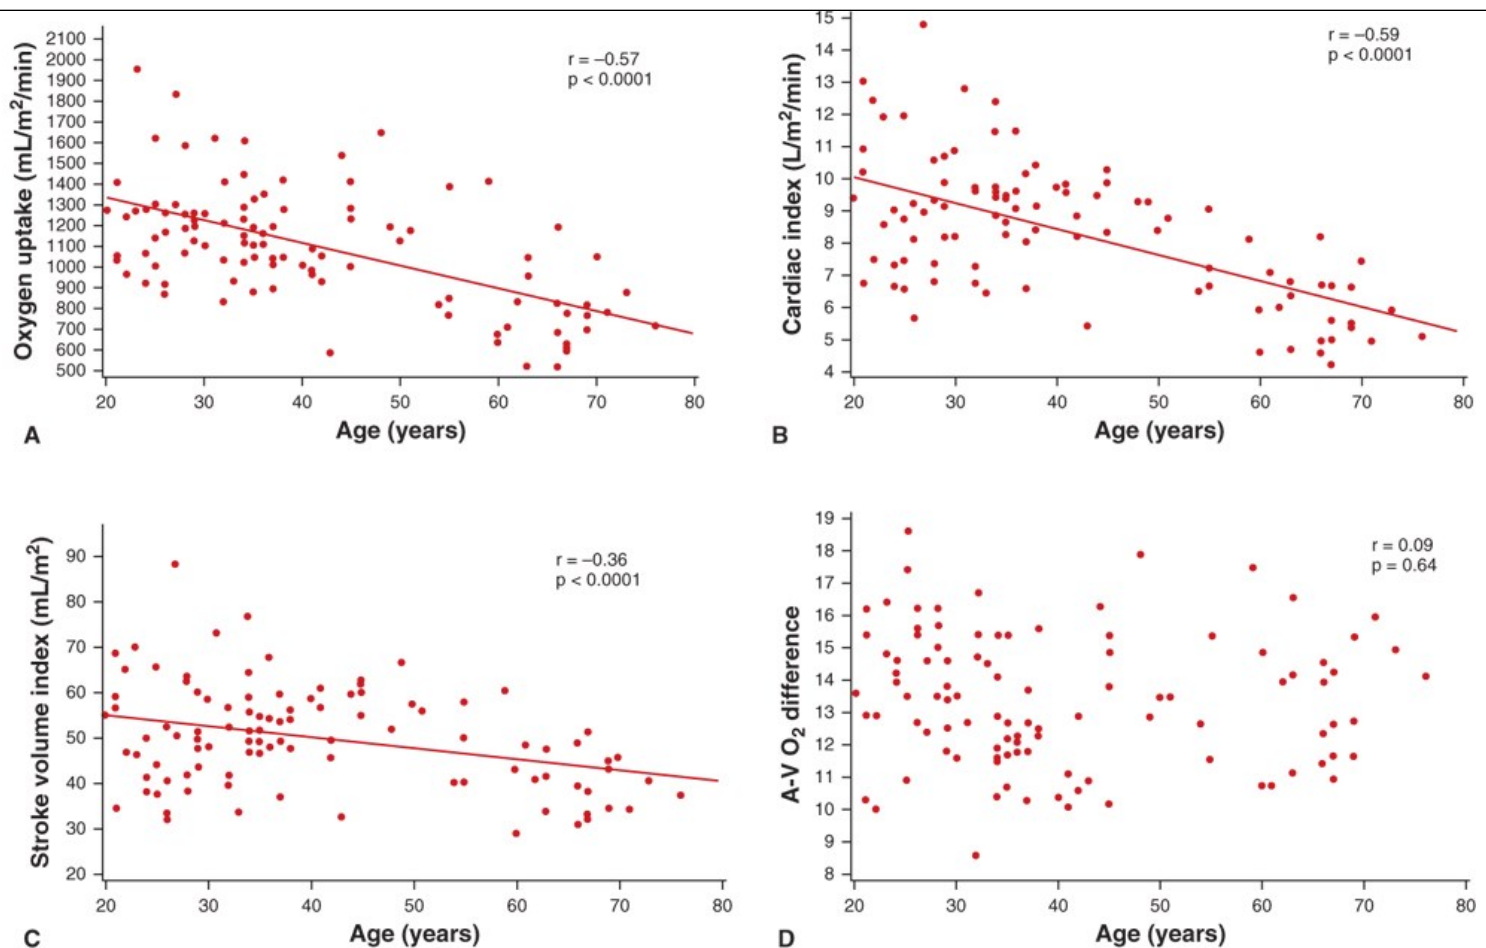 2100
2000
1900
1800
1700
1600
1500
1400
1300
1200
1100
1000
900
800
700
600
500
Oxygen uptake (mL/m²/min)
r = –0.57
p < 0.0001
20 30 40 50 60 70 80
Age (years)
A
15
14
13
12
11
10
9
8
7
6
5
4
Cardiac index (L/m²/min)
r = –0.59
p < 0.0001
20 30 40 50 60 70 80
Age (years)
B
90
80
70
60
50
40
30
20
Stroke volume index (mL/m²)
r = –0.36
p < 0.0001
20 30 40 50 60 70 80
Age (years)
C
19
18
17
16
15
14
13
12
11
10
9
8
A-V O₂ difference
r = 0.09
p = 0.64
20 30 40 50 60 70 80
Age (years)
D